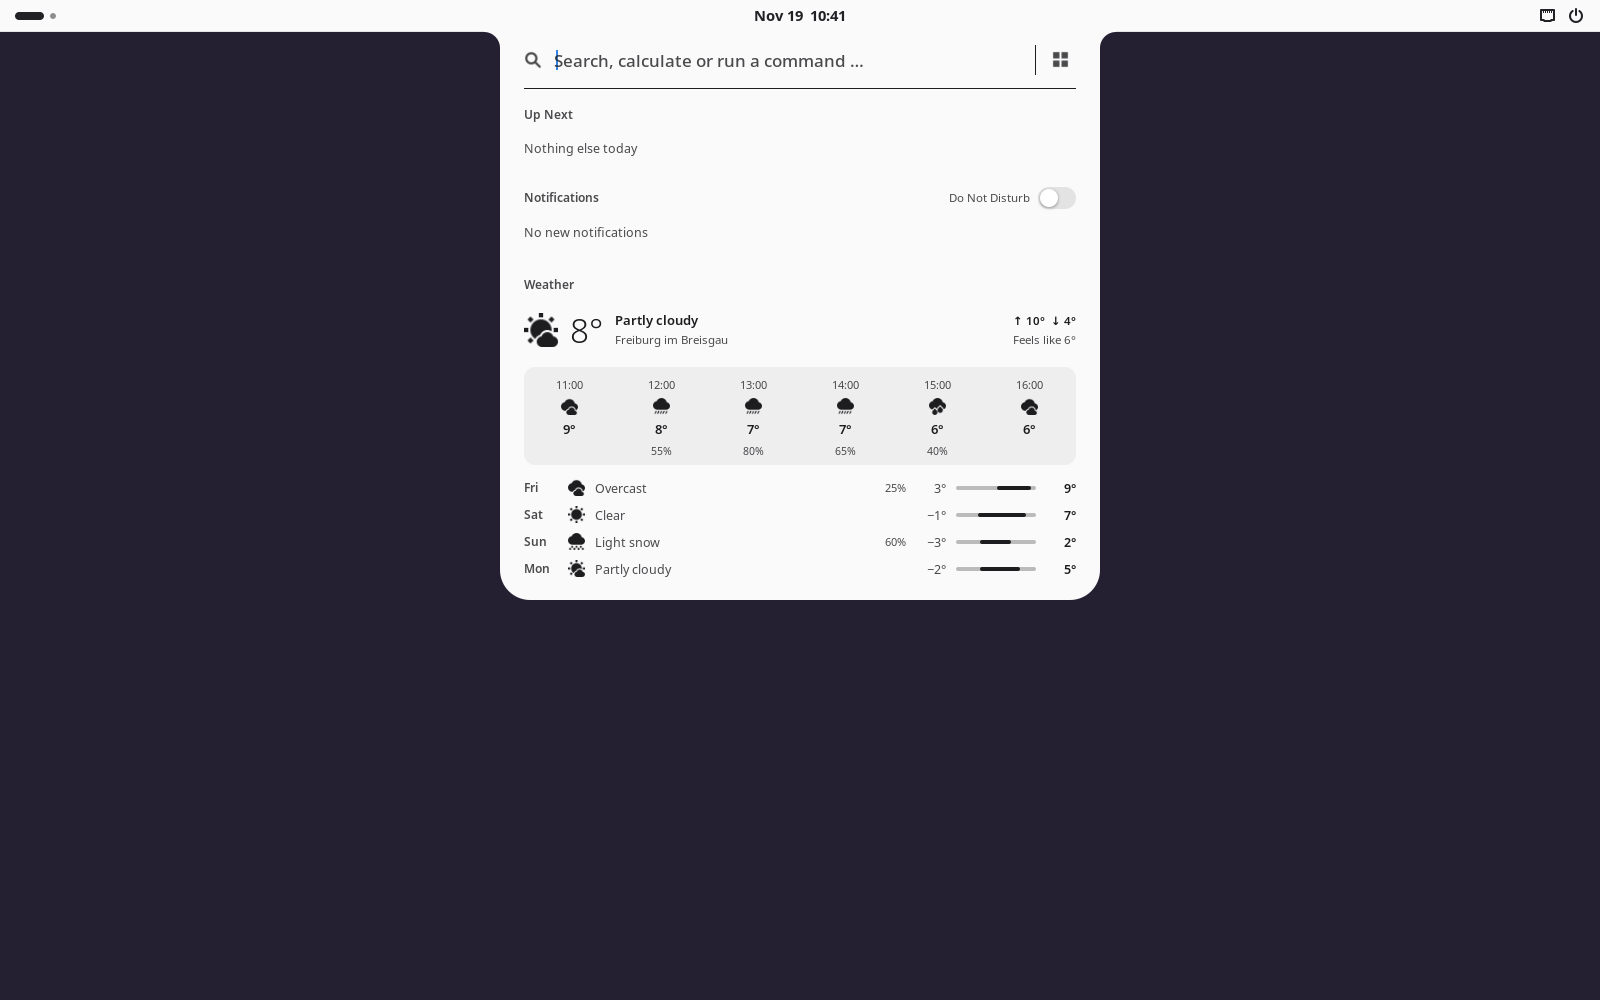 Nov 19 10:41
Search, calculate or run a command …
Up Next
Nothing else today
Notifications
Do Not Disturb
No new notifications
Weather
8° Partly cloudy ↑ 10° ↓ 4°
Freiburg im Breisgau Feels like 6°
11:00 12:00 13:00 14:00 15:00 16:00
9° 8° 7° 7° 6° 6°
55% 80% 65% 40%
Fri Overcast 25% 3° 9°
Sat Clear −1° 7°
Sun Light snow 60% −3° 2°
Mon Partly cloudy −2° 5°